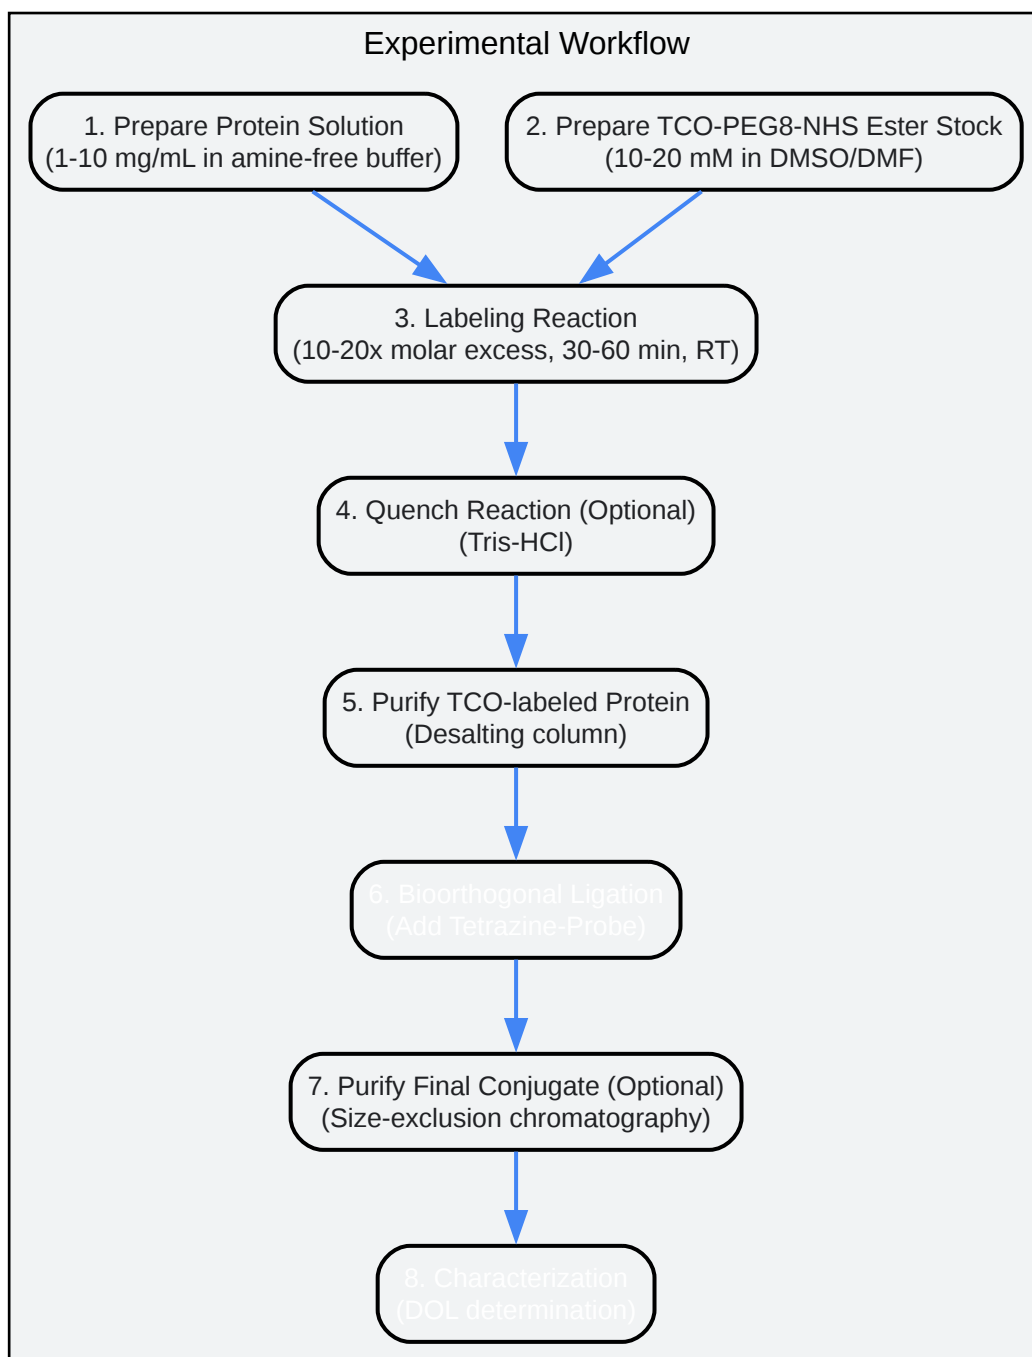 Experimental Workflow
1. Prepare Protein Solution
(1-10 mg/mL in amine-free buffer)
2. Prepare TCO-PEG8-NHS Ester Stock
(10-20 mM in DMSO/DMF)
3. Labeling Reaction
(10-20x molar excess, 30-60 min, RT)
4. Quench Reaction (Optional)
(Tris-HCl)
5. Purify TCO-labeled Protein
(Desalting column)
6. Bioorthogonal Ligation
(Add Tetrazine-Probe)
7. Purify Final Conjugate (Optional)
(Size-exclusion chromatography)
8. Characterization
(DOL determination)